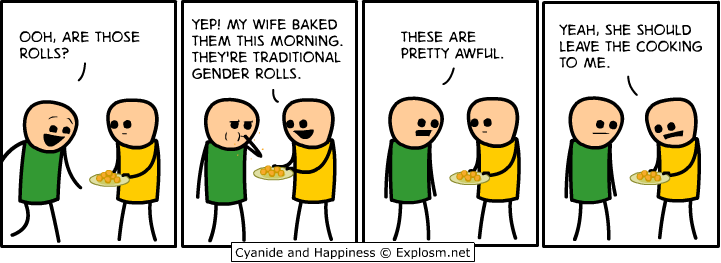 OOH, ARE THOSE
ROLLS?
YEP! MY WIFE BAKED
THEM THIS MORNING.
THEY'RE TRADITIONAL
GENDER ROLLS.
THESE ARE
PRETTY AWFUL.
YEAH, SHE SHOULD
LEAVE THE COOKING
TO ME.
Cyanide and Happiness © Explosm.net